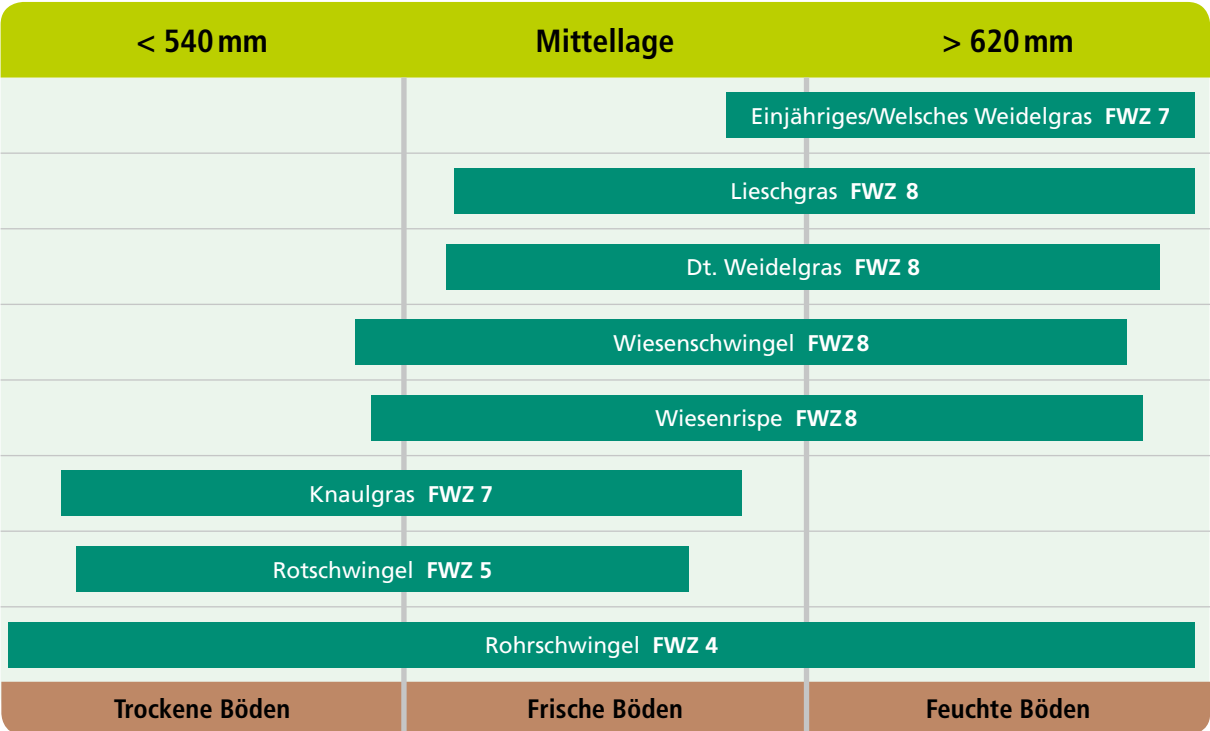 < 540 mm Mittellage > 620 mm
Einjähriges/Welsches Weidelgras FWZ 7
Lieschgras FWZ 8
Dt. Weidelgras FWZ 8
Wiesenschwingel FWZ 8
Wiesenrispe FWZ 8
Knaulgras FWZ 7
Rotschwingel FWZ 5
Rohrschwingel FWZ 4
Trockene Böden Frische Böden Feuchte Böden